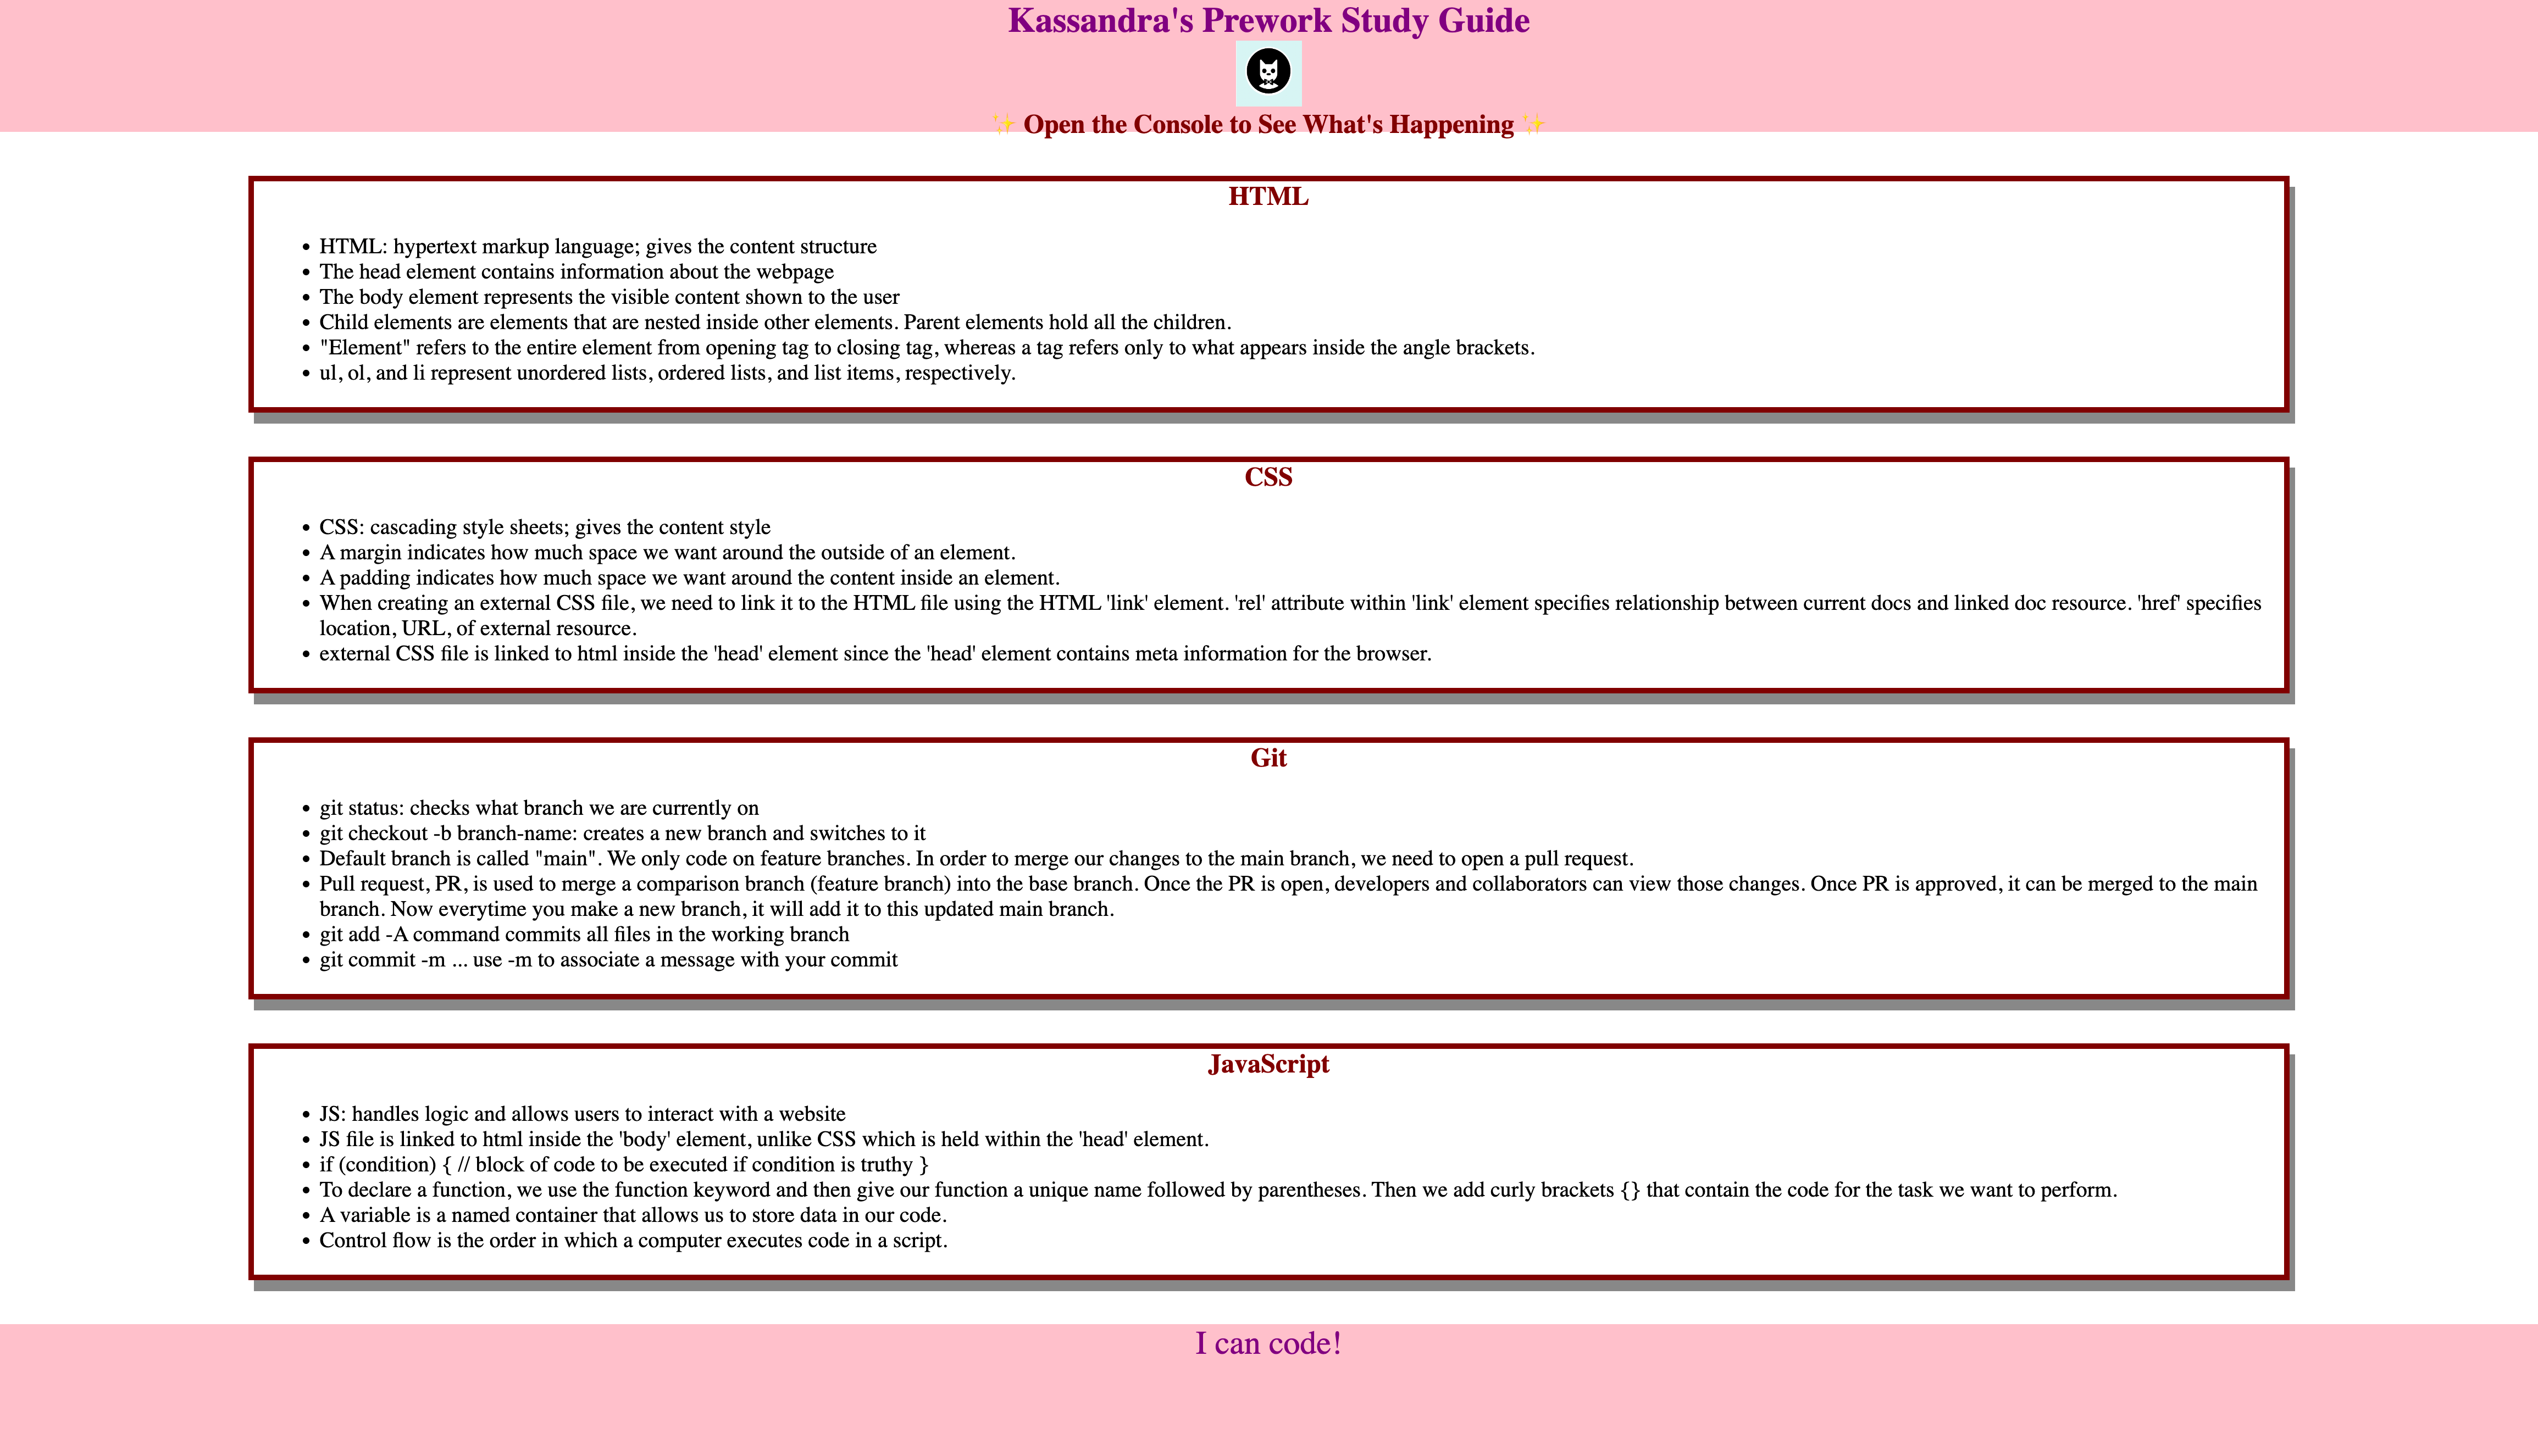 Kassandra's Prework Study Guide
✨ Open the Console to See What's Happening ✨
HTML
• HTML: hypertext markup language; gives the content structure
• The head element contains information about the webpage
• The body element represents the visible content shown to the user
• Child elements are elements that are nested inside other elements. Parent elements hold all the children.
• "Element" refers to the entire element from opening tag to closing tag, whereas a tag refers only to what appears inside the angle brackets.
• ul, ol, and li represent unordered lists, ordered lists, and list items, respectively.
CSS
• CSS: cascading style sheets; gives the content style
• A margin indicates how much space we want around the outside of an element.
• A padding indicates how much space we want around the content inside an element.
• When creating an external CSS file, we need to link it to the HTML file using the HTML 'link' element. 'rel' attribute within 'link' element specifies relationship between current docs and linked doc resource. 'href' specifies
location, URL, of external resource.
• external CSS file is linked to html inside the 'head' element since the 'head' element contains meta information for the browser.
Git
• git status: checks what branch we are currently on
• git checkout -b branch-name: creates a new branch and switches to it
• Default branch is called "main". We only code on feature branches. In order to merge our changes to the main branch, we need to open a pull request.
• Pull request, PR, is used to merge a comparison branch (feature branch) into the base branch. Once the PR is open, developers and collaborators can view those changes. Once PR is approved, it can be merged to the main
branch. Now everytime you make a new branch, it will add it to this updated main branch.
• git add -A command commits all files in the working branch
• git commit -m ... use -m to associate a message with your commit
JavaScript
• JS: handles logic and allows users to interact with a website
• JS file is linked to html inside the 'body' element, unlike CSS which is held within the 'head' element.
• if (condition) { // block of code to be executed if condition is truthy }
• To declare a function, we use the function keyword and then give our function a unique name followed by parentheses. Then we add curly brackets {} that contain the code for the task we want to perform.
• A variable is a named container that allows us to store data in our code.
• Control flow is the order in which a computer executes code in a script.
I can code!